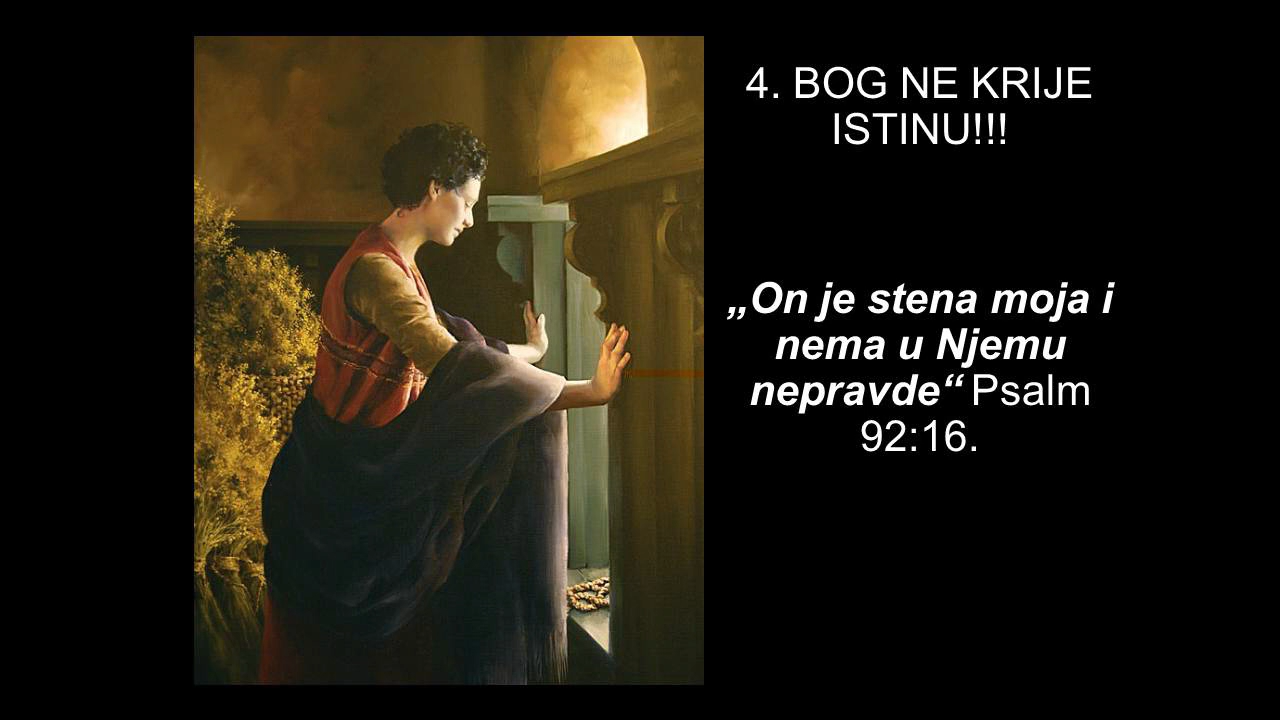 4. BOG NE KRIJE
ISTINU!!!
„On je stena moja i
nema u Njemu
nepravde“ Psalm
92:16.